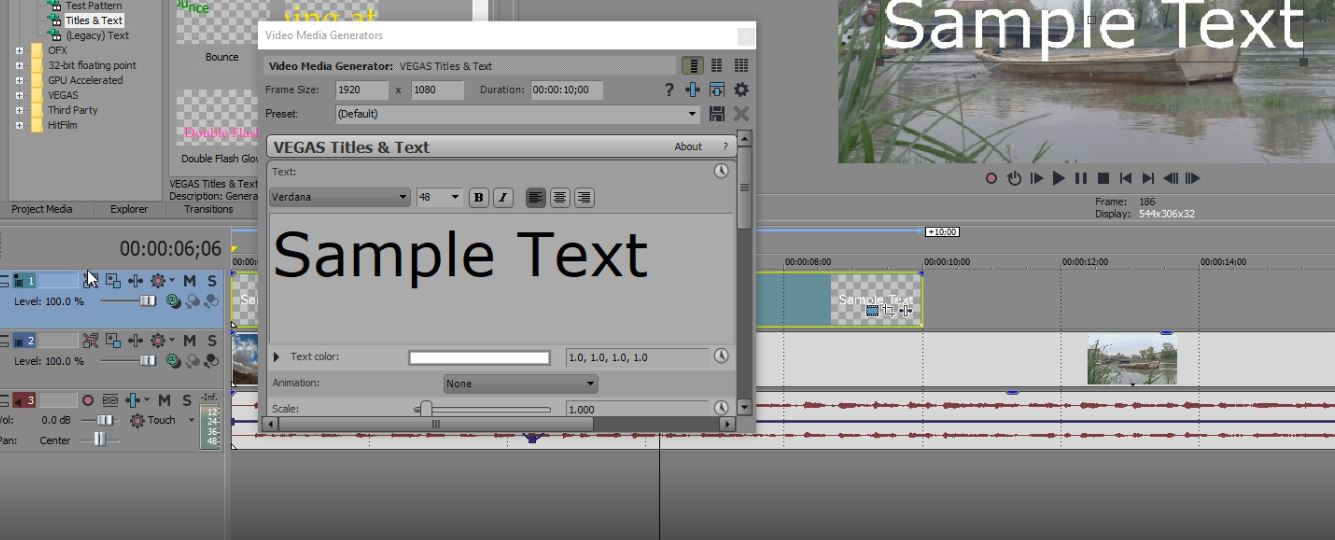 Test Pattern
Titles & Text
(Legacy) Text
OFX
32-bit floating point
GPU Accelerated
VEGAS
Third Party
HitFilm
Bounce
Double Flash Glow
VEGAS Titles & Text
Description: Genera
Project Media
Explorer
Transitions
Video Media Generators
x
Video Media Generator: VEGAS Titles & Text
Frame Size: 1920 x 1080 Duration: 00:00:10;00 ?
Preset: (Default)
VEGAS Titles & Text About ?
Text:
Verdana 48 B I
Sample Text
Text color: 1.0, 1.0, 1.0, 1.0
Animation: None
Scale: 1.000
Sample Text
Frame: 186
Display: 544x306x32
00:00:06;06
+10;00
00:00:08;00
00:00:10;00
00:00:12;00
00:00:14;00
1 M S
Level: 100.0 %
Sample Text
2 M S
Level: 100.0 %
3 M S -Inf.
Vol: 0.0 dB Touch
Pan: Center
12
24
36
48